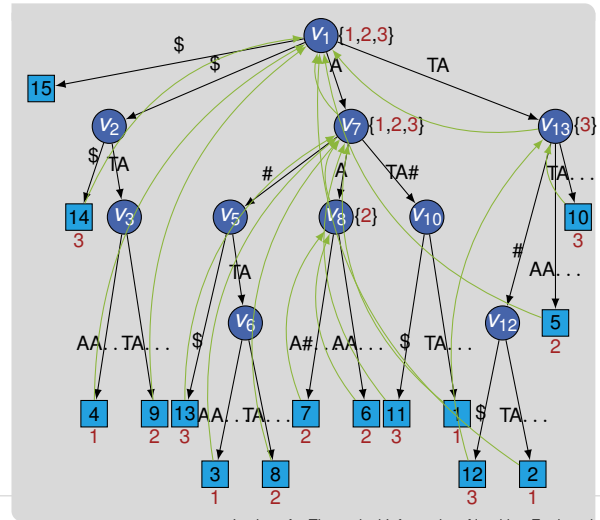 v1 {1,2,3}
$ $ A TA
15
v2 v7 {1,2,3} v13 {3}
$ TA # A TA# TA...
14 v3 v5 v8 {2} v10 10
3 3
TA # AA...
v6 v12 5
2
AA... TA... $ A#... AA... $ TA...
4 9 13 7 6 11 1
1 2 3 2 2 3 1
AA... TA... $ TA...
3 8 12 2
1 2 3 1